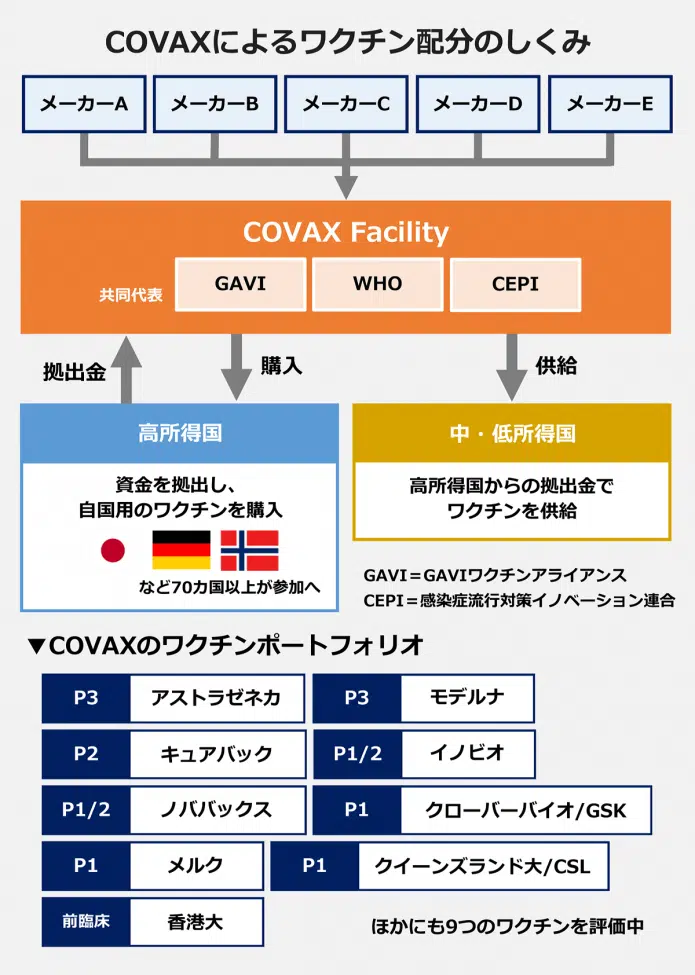 COVAXによるワクチン配分のしくみ
メーカーA
メーカーB
メーカーC
メーカーD
メーカーE
COVAX Facility
共同代表
GAVI
WHO
CEPI
拠出金
購入
供給
高所得国
資金を拠出し、
自国用のワクチンを購入
など70カ国以上が参加へ
中・低所得国
高所得国からの拠出金で
ワクチンを供給
GAVI＝GAVIワクチンアライアンス
CEPI＝感染症流行対策イノベーション連合
▼COVAXのワクチンポートフォリオ
P3 アストラゼネカ
P3 モデルナ
P2 キュアバック
P1/2 イノビオ
P1/2 ノババックス
P1 クローバーバイオ/GSK
P1 メルク
P1 クイーンズランド大/CSL
前臨床 香港大
ほかにも9つのワクチンを評価中